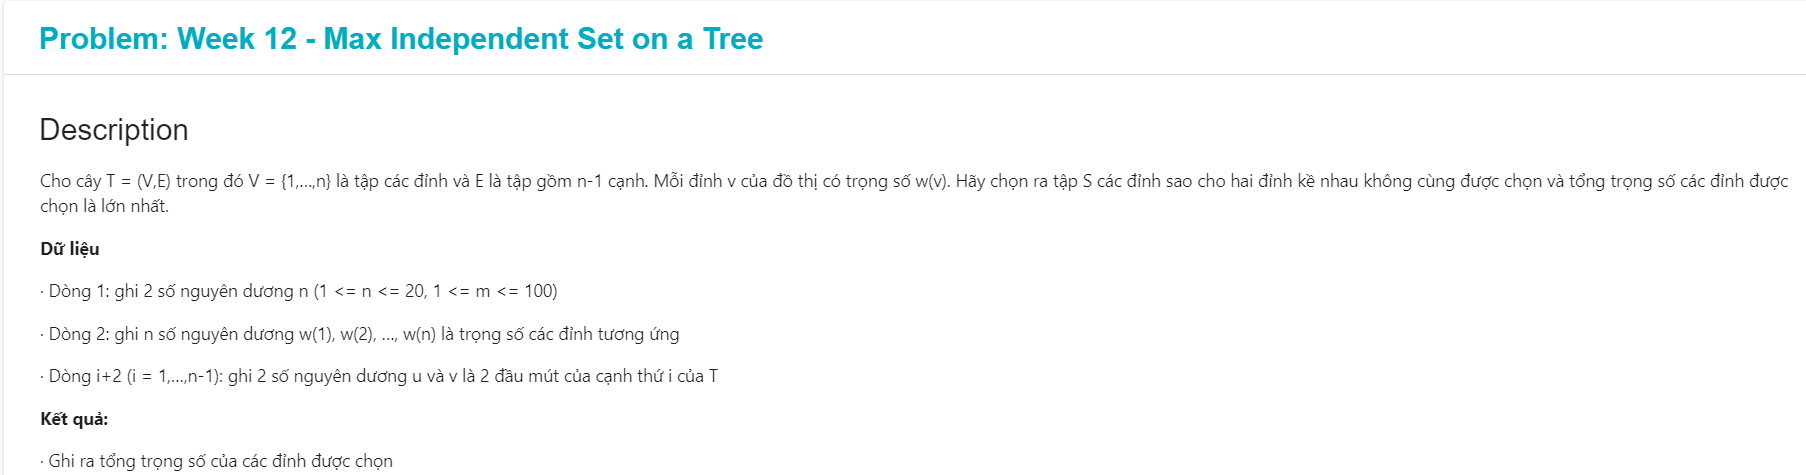 Problem: Week 12 - Max Independent Set on a Tree
Description
Cho cây T = (V,E) trong đó V = {1,...,n} là tập các đỉnh và E là tập gồm n-1 cạnh. Mỗi đỉnh v của đồ thị có trọng số w(v). Hãy chọn ra tập S các đỉnh sao cho hai đỉnh kề nhau không cùng được chọn và tổng trọng số các đỉnh được
chọn là lớn nhất.
Dữ liệu
· Dòng 1: ghi 2 số nguyên dương n (1 <= n <= 20, 1 <= m <= 100)
· Dòng 2: ghi n số nguyên dương w(1), w(2), ..., w(n) là trọng số các đỉnh tương ứng
· Dòng i+2 (i = 1,...,n-1): ghi 2 số nguyên dương u và v là 2 đầu mút của cạnh thứ i của T
Kết quả:
· Ghi ra tổng trọng số của các đỉnh được chọn